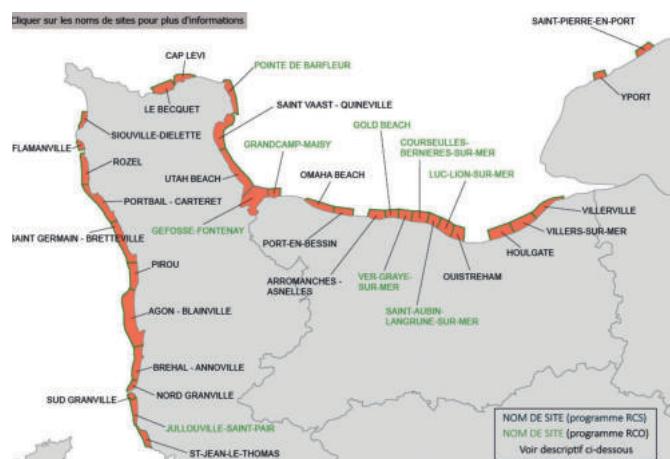 Cliquer sur les noms de sites pour plus d'informations
SAINT-PIERRE-EN-PORT
CAP LEVI
POINTE DE BARFLEUR
YPORT
LE BECQUET
SAINT VAAST - QUINEVILLE
GOLD BEACH
SIOUVILLE-DIELETTE
COURSEULLES-
BERNIERES-SUR-MER
FLAMANVILLE
GRANDCAMP-MAISY
ROZEL
LUC-LION-SUR-MER
UTAH BEACH
OMAHA BEACH
PORTBAIL - CARTERET
VILLERVILLE
GEFOSSE-FONTENAY
VILLERS-SUR-MER
SAINT GERMAIN - BRETTEVILLE
PORT-EN-BESSIN
HOULGATE
PIROU
ARROMANCHES -
ASNELLES
VER-GRAYE-
SUR-MER
OUISTREHAM
AGON - BLAINVILLE
SAINT-AUBIN-
LANGRUNE-SUR-MER
BREHAL - ANNOVILLE
NORD GRANVILLE
SUD GRANVILLE
JULLOUVILLE-SAINT-PAIR
ST-JEAN-LE-THOMAS
NOM DE SITE (programme RCS)
NOM DE SITE (programme RCO)
Voir descriptif ci-dessous